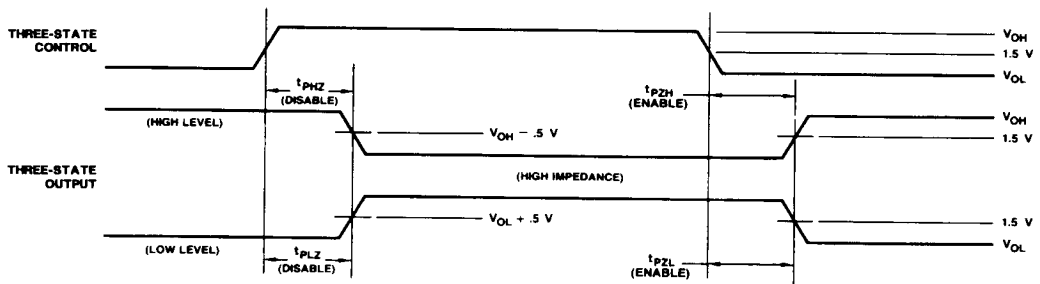 THREE-STATE
CONTROL
VOH
1.5 V
VOL
tPHZ
(DISABLE)
tPZH
(ENABLE)
(HIGH LEVEL)
VOH – .5 V
VOH
1.5 V
THREE-STATE
OUTPUT
(HIGH IMPEDANCE)
VOL + .5 V
1.5 V
(LOW LEVEL)
VOL
tPLZ
(DISABLE)
tPZL
(ENABLE)